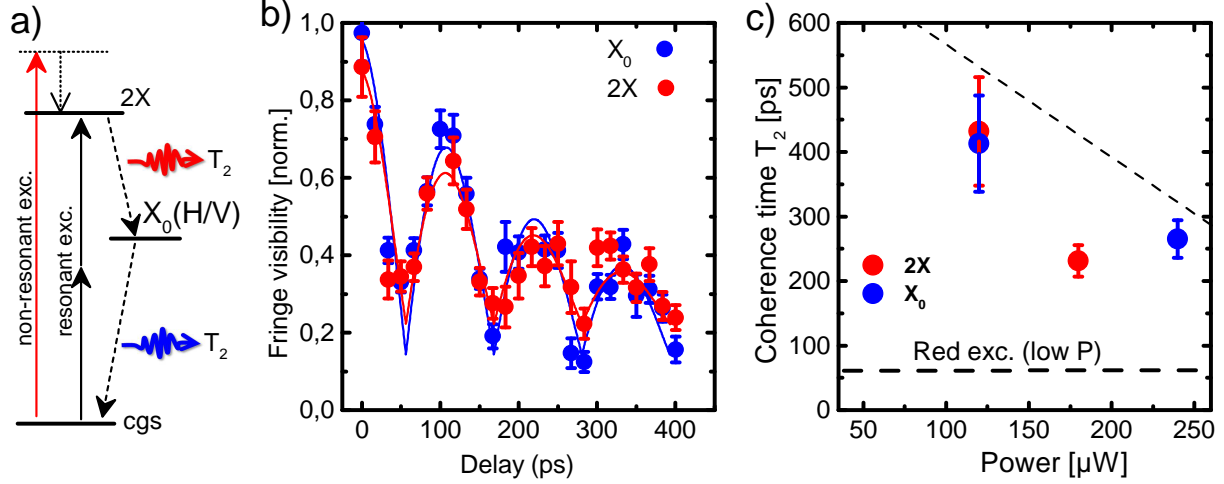 a)
2X
T2
X0(H/V)
T2
cgs
non-resonant exc.
resonant exc.
b)
1,0
0,8
0,6
0,4
0,2
0,0
Fringe visibility [norm.]
X0
2X
0
100
200
300
400
Delay (ps)
c)
600
500
400
300
200
100
0
Coherence time T2 [ps]
2X
X0
Red exc. (low P)
50
100
150
200
250
Power [µW]